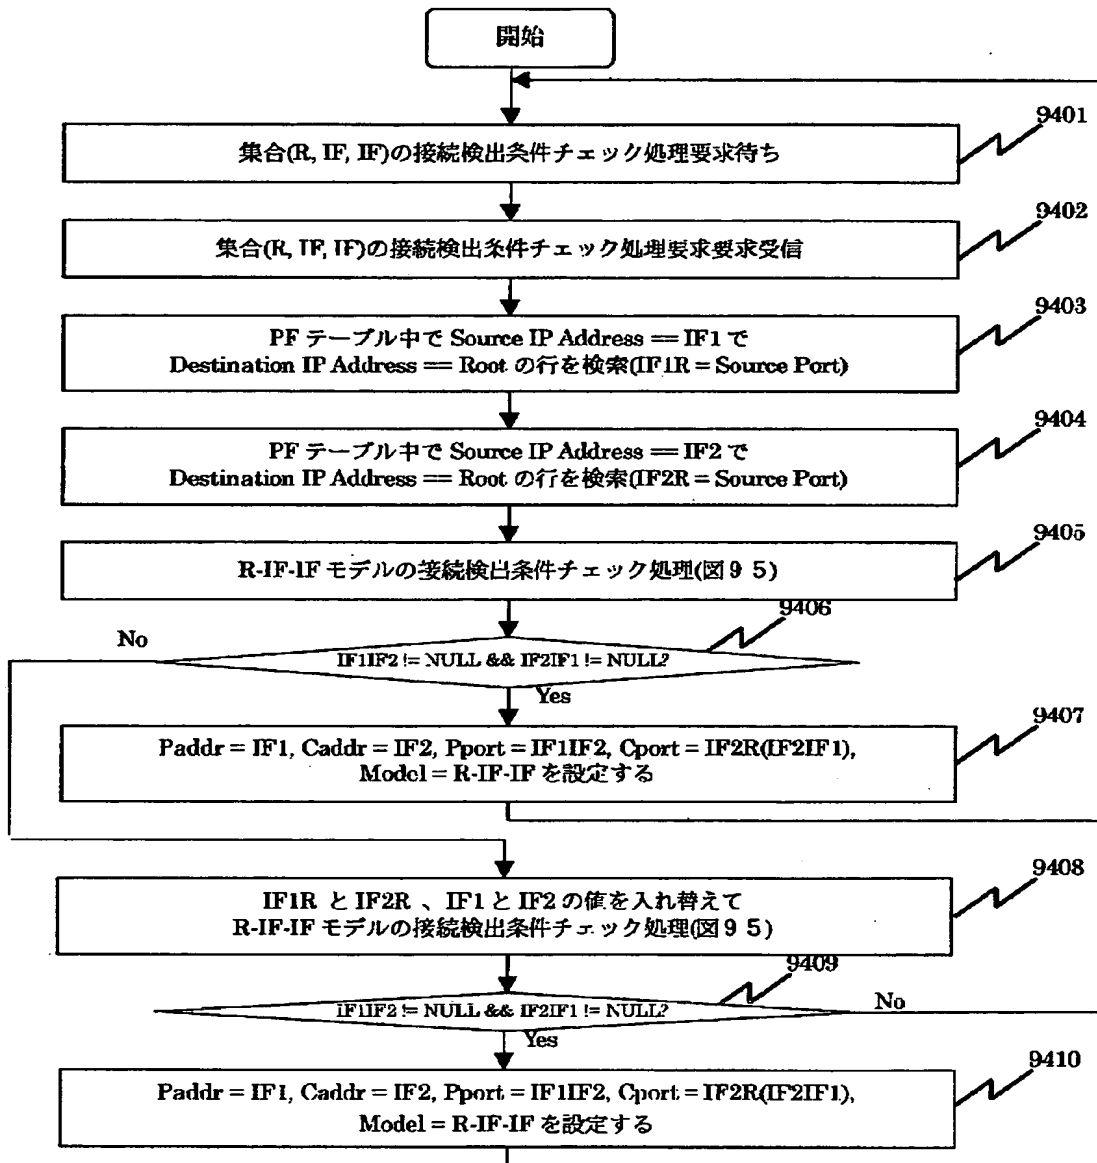 開始
9401
集合(R, IF, IF)の接続検出条件チェック処理要求待ち
9402
集合(R, IF, IF)の接続検出条件チェック処理要求要求受信
9403
PF テーブル中で Source IP Address == IF1 で
Destination IP Address == Root の行を検索(IF1R = Source Port)
9404
PF テーブル中で Source IP Address == IF2 で
Destination IP Address == Root の行を検索(IF2R = Source Port)
9405
R-IF-IF モデルの接続検出条件チェック処理(図９５)
9406
No
IF1IF2 != NULL && IF2IF1 != NULL?
Yes
9407
Paddr = IF1, Caddr = IF2, Pport = IF1IF2, Cport = IF2R(IF2IF1),
Model = R-IF-IF を設定する
9408
IF1R と IF2R 、IF1 と IF2 の値を入れ替えて
R-IF-IF モデルの接続検出条件チェック処理(図９５)
9409
IF1IF2 != NULL && IF2IF1 != NULL?
No
Yes
9410
Paddr = IF1, Caddr = IF2, Pport = IF1IF2, Cport = IF2R(IF2IF1),
Model = R-IF-IF を設定する